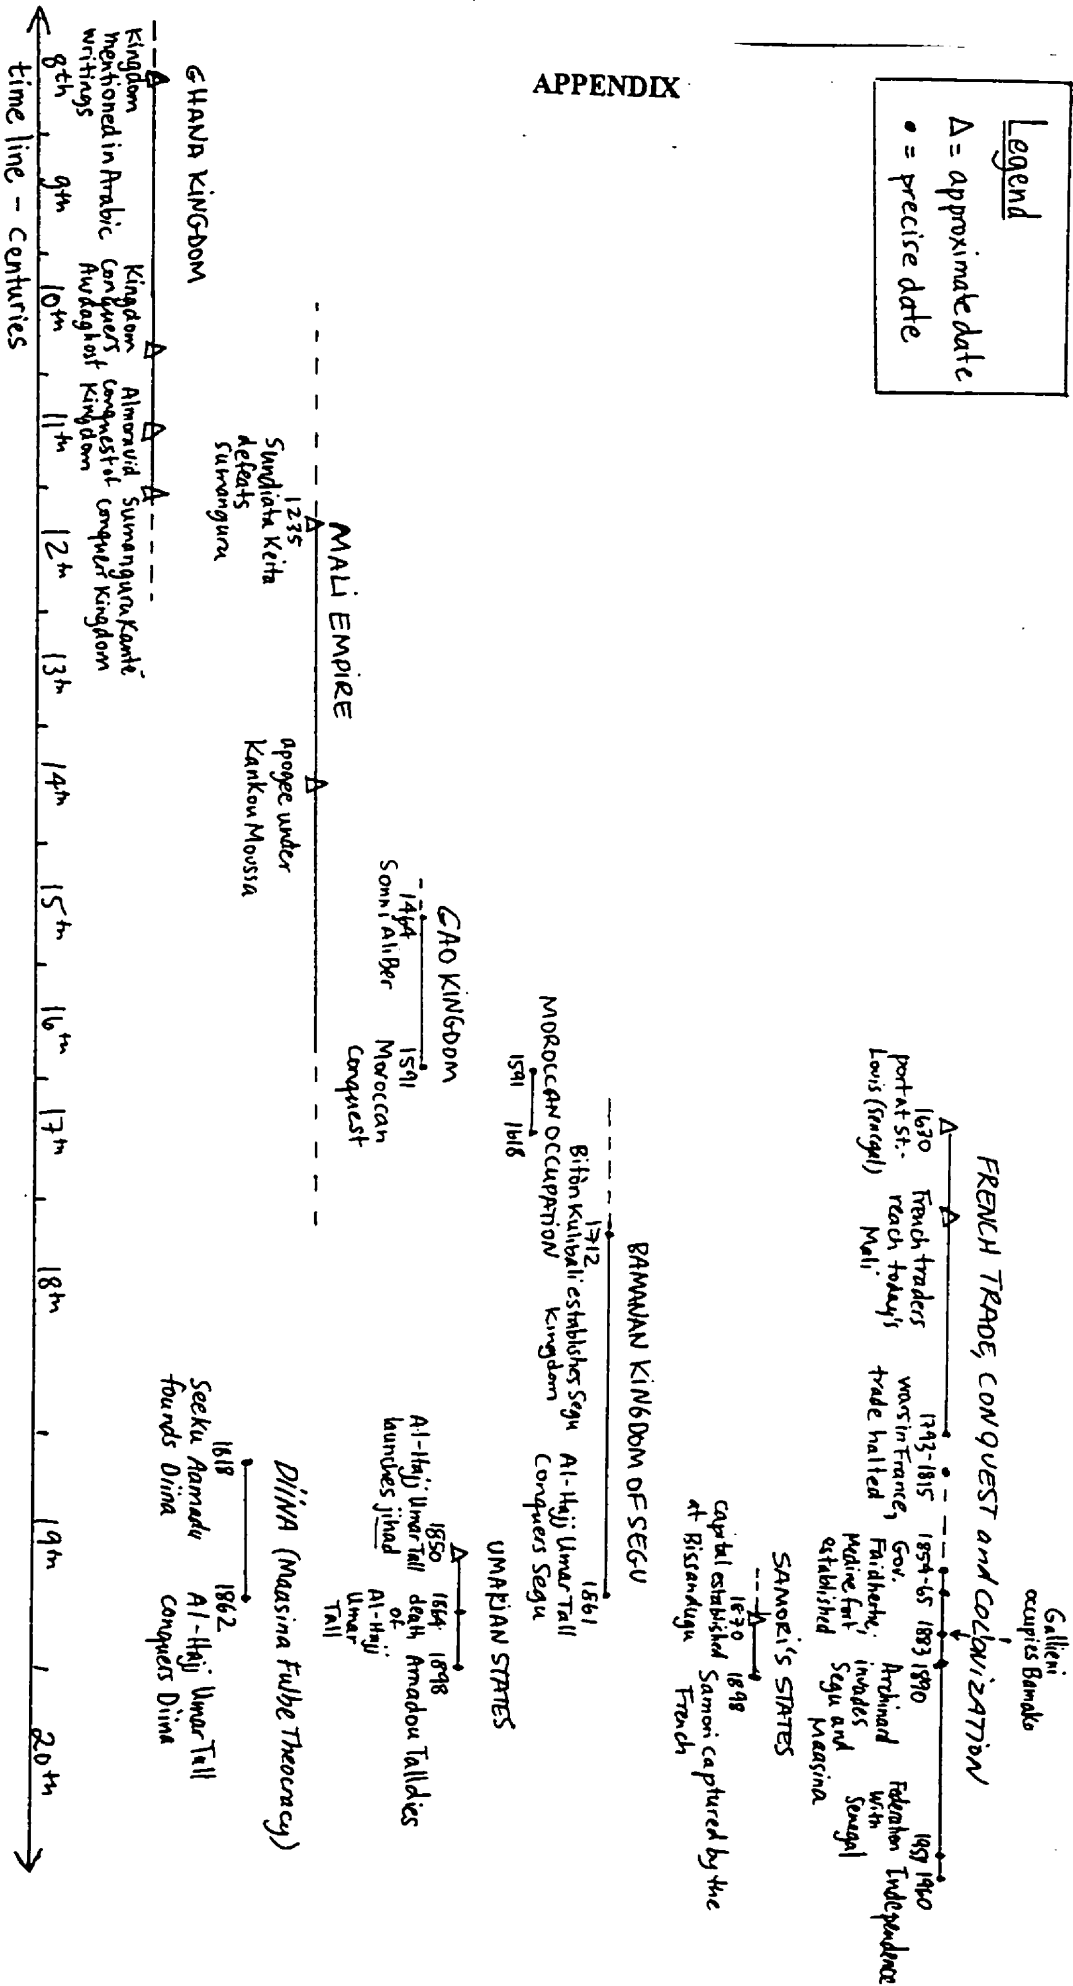 APPENDIX
Legend
Δ = approximate date
• = precise date
Gallieni
occupies Bamako
FRENCH TRADE, CONQUEST and COLONIZATION
1670
port at St.-
Louis (Senegal)
French traders
reach today's
Mali
1793-1815
wars in France,
trade halted
1854-65
Gov.
Faidherbe;
Medine fort
established
1883
1890
Archinard
invades
Segu and
Maasina
1959
Federation
with
Senegal
1960
Independence
SAMORI'S STATES
1870
capital established
at Bissandugu
1898
Samori captured by the
French
BAMANAN KINGDOM OF SEGU
1712
Biton Kulibali establishes Segu
Kingdom
1861
Al-Hajj Umar Tall
Conquers Segu
MOROCCAN OCCUPATION
1591
1618
UMARIAN STATES
1850
Al-Hajj Umar Tall
launches jihad
1864
death
of
Al-Hajj
Umar
Tall
1898
Amadou Tall dies
GAO KINGDOM
1464
Sonni Ali Ber
1591
Moroccan
Conquest
MALI EMPIRE
1235
Sundiata Keita
defeats
Sumanguru
apogee under
Kankou Moussa
DIINA (Maasina Fulbe Theocracy)
1818
Seeku Aamadu
founds Diina
1862
Al-Hajj Umar Tall
conquers Diina
GHANA KINGDOM
Kingdom
mentioned in Arabic
writings
Kingdom
conquers
Awdaghost
Almoravid
conquest of
Kingdom
Sumanguru Kanté
conquer Kingdom
8th 9th 10th 11th 12th 13th 14th 15th 16th 17th 18th 19th 20th
time line - centuries